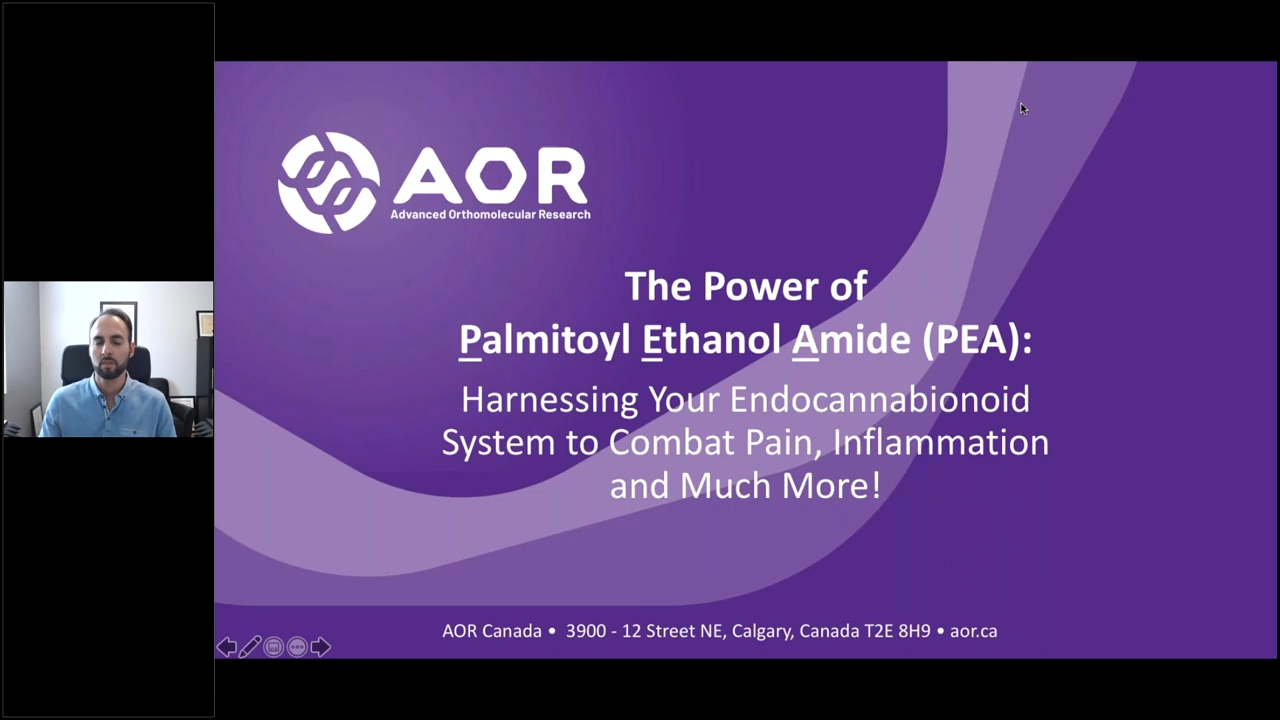 AOR
Advanced Orthomolecular Research
The Power of
Palmitoyl Ethanol Amide (PEA):
Harnessing Your Endocannabionoid
System to Combat Pain, Inflammation
and Much More!
AOR Canada • 3900 - 12 Street NE, Calgary, Canada T2E 8H9 • aor.ca